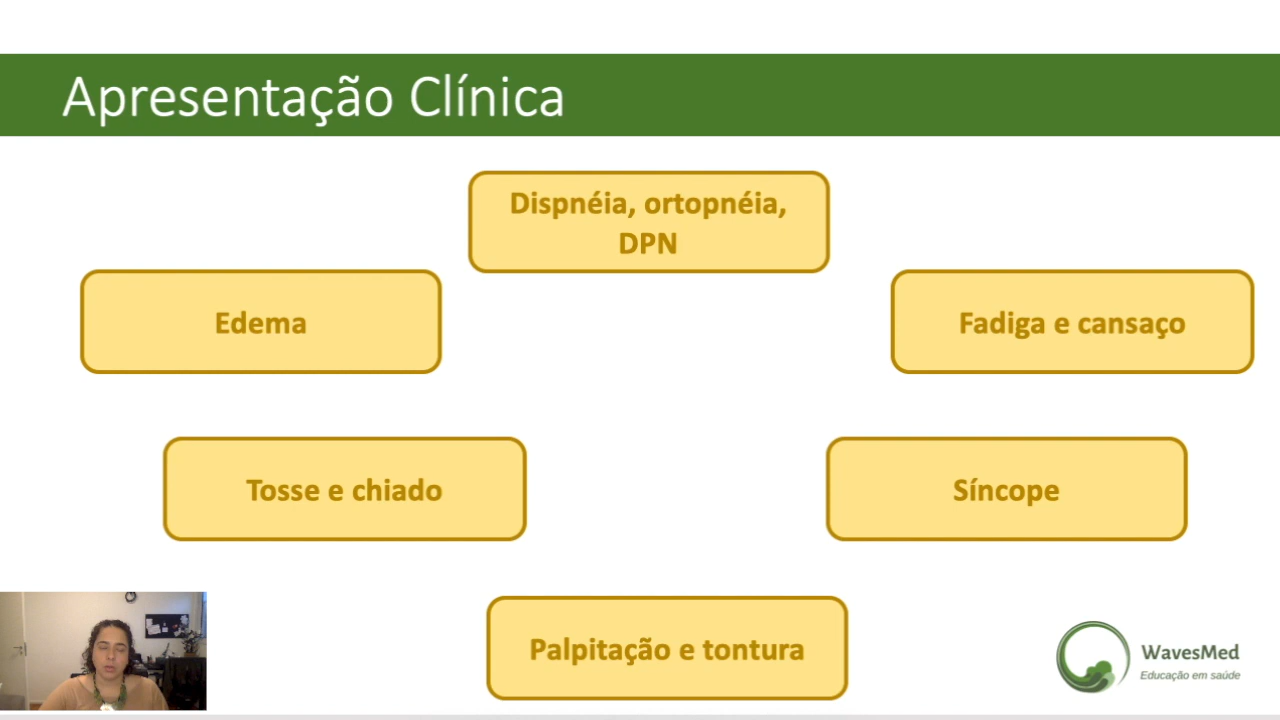 Apresentação Clínica
Dispnéia, ortopnéia,
DPN
Edema
Fadiga e cansaço
Tosse e chiado
Síncope
Palpitação e tontura
WavesMed
Educação em saúde